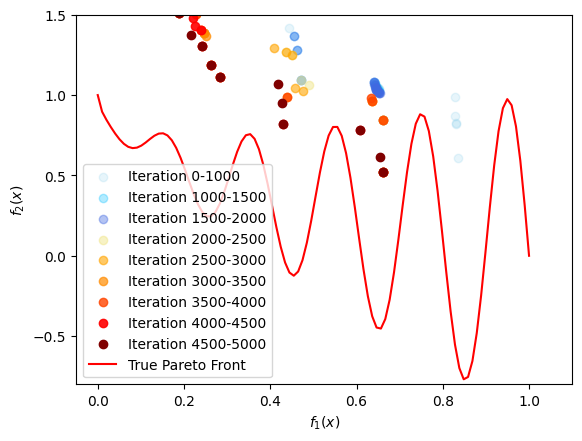 1.5
1.0
0.5
0.0
−0.5
f₂(x)
Iteration 0-1000
Iteration 1000-1500
Iteration 1500-2000
Iteration 2000-2500
Iteration 2500-3000
Iteration 3000-3500
Iteration 3500-4000
Iteration 4000-4500
Iteration 4500-5000
True Pareto Front
0.0 0.2 0.4 0.6 0.8 1.0
f₁(x)